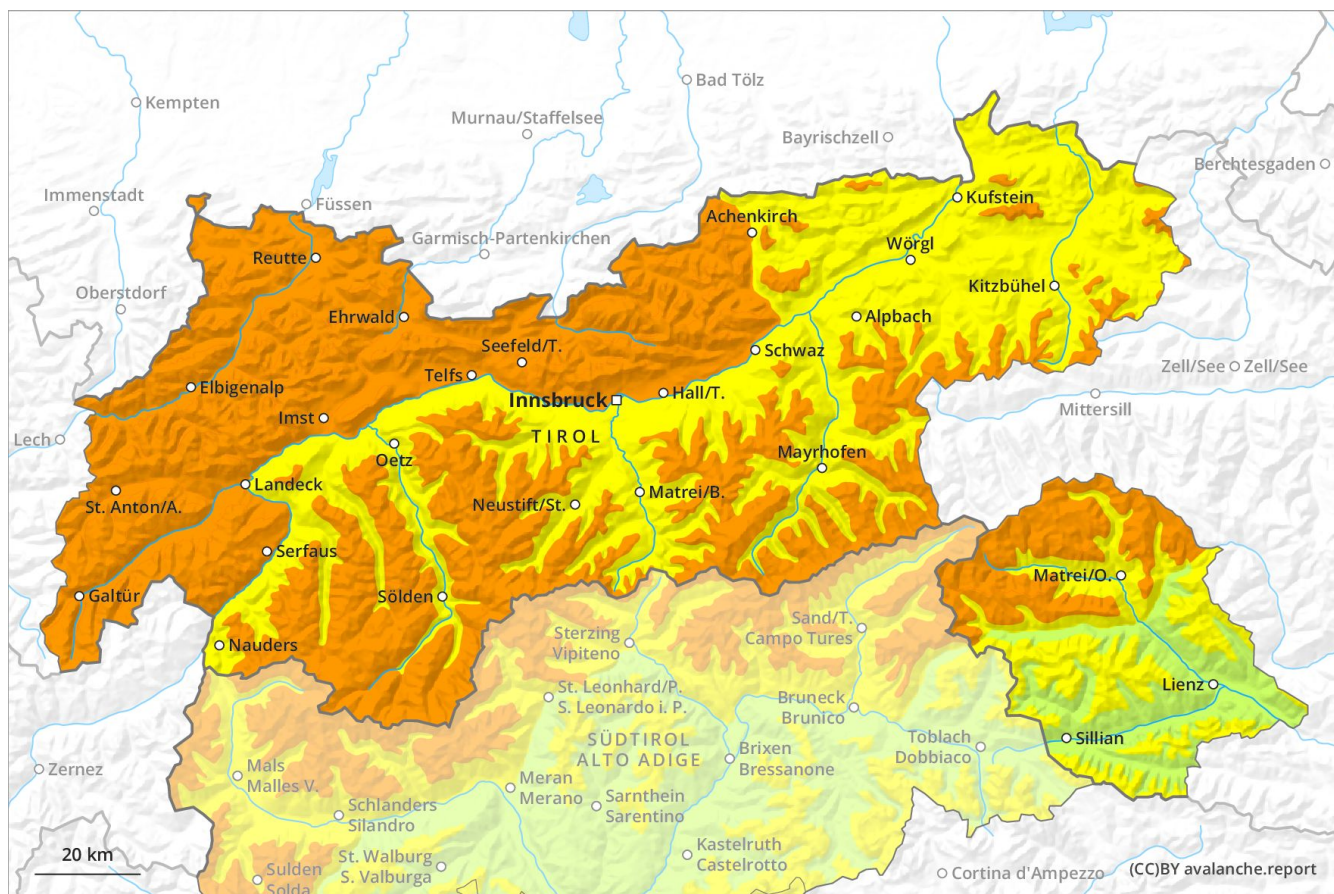 Kempten
Bad Tölz
Murnau/Staffelsee
Bayrischzell
Berchtesgaden
Immenstadt
Füssen
Kufstein
Achenkirch
Garmisch-Partenkirchen
Wörgl
Reutte
Oberstdorf
Kitzbühel
Ehrwald
Alpbach
Seefeld/T.
Schwaz
Zell/See
Zell/See
Telfs
Elbigenalp
Innsbruck
Hall/T.
Mittersill
Imst
TIROL
Lech
Oetz
Mayrhofen
Landeck
Matrei/B.
St. Anton/A.
Neustift/St.
Serfaus
Matrei/O.
Galtür
Sölden
Sand/T.
Campo Tures
Sterzing
Vipiteno
Nauders
Lienz
St. Leonhard/P.
S. Leonardo i. P.
Bruneck
Brunico
SÜDTIROL
ALTO ADIGE
Toblach
Dobbiaco
Sillian
Brixen
Bressanone
Zernez
Mals
Malles V.
Meran
Merano
Sarnthein
Sarentino
Schlanders
Silandro
Kastelruth
Castelrotto
20 km
St. Walburg
S. Valburga
Sulden
Solda
Cortina d'Ampezzo
(CC)BY avalanche.report